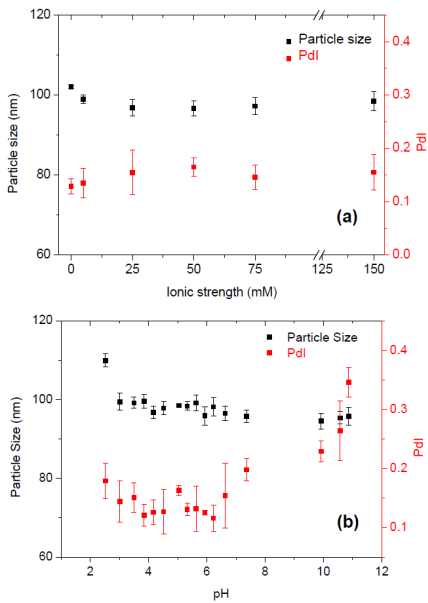 120
100
80
60
Particle size (nm)
Particle size
PdI
0.4
0.3
0.2
0.1
0.0
PdI
(a)
0 25 50 75 125 150
Ionic strength (mM)
120
100
80
60
Particle Size (nm)
Particle Size
PdI
0.4
0.3
0.2
0.1
PdI
(b)
2 4 6 8 10 12
pH